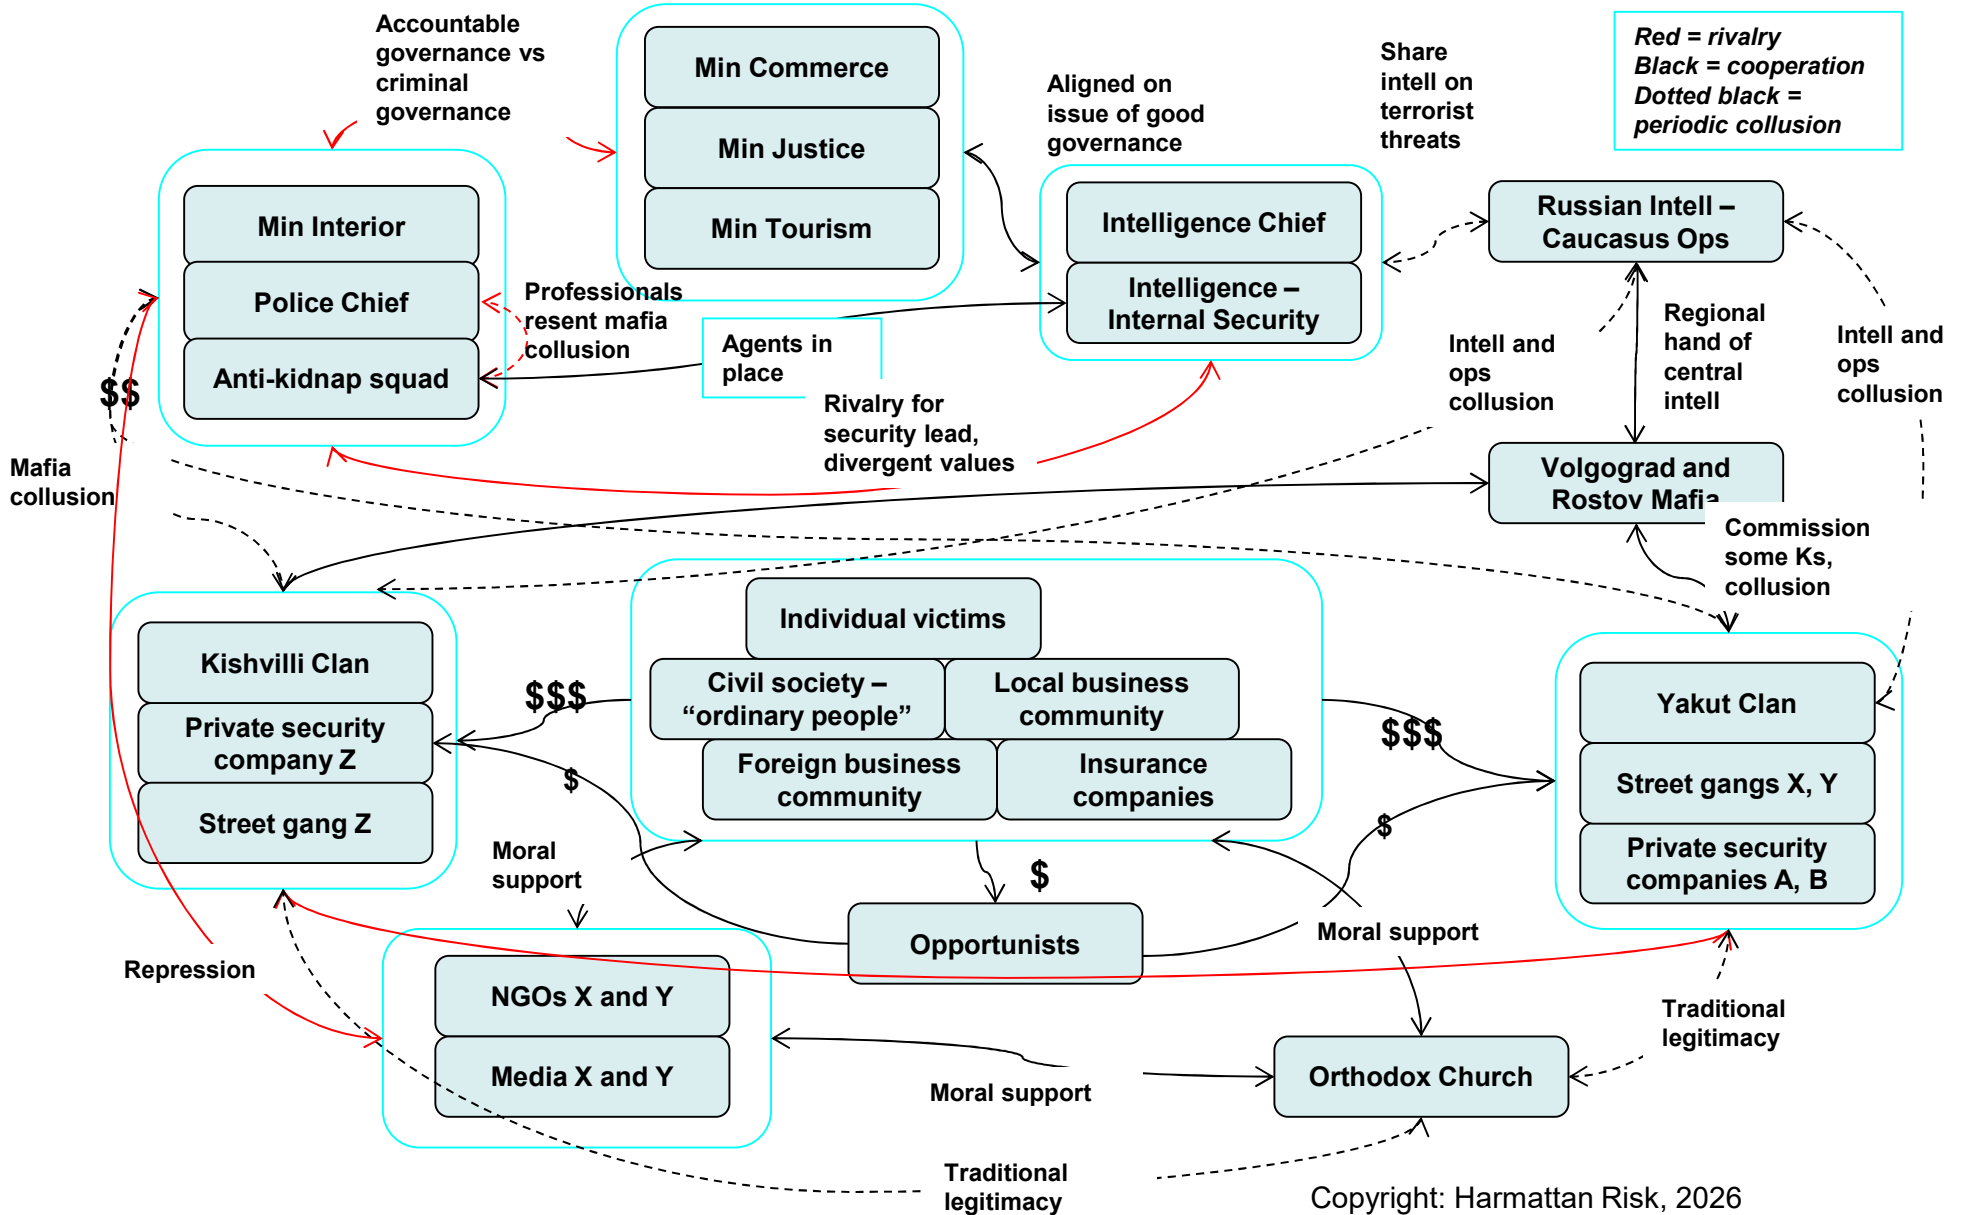 Accountable
governance vs
criminal
governance
Min Commerce
Min Justice
Min Tourism
Aligned on
issue of good
governance
Share
intell on
terrorist
threats
Red = rivalry
Black = cooperation
Dotted black =
periodic collusion
Min Interior
Police Chief
Anti-kidnap squad
Professionals
resent mafia
collusion
Agents in
place
Intelligence Chief
Intelligence –
Internal Security
Russian Intell –
Caucasus Ops
Rivalry for
security lead,
divergent values
Intell and
ops
collusion
Regional
hand of
central
intell
Intell and
ops
collusion
$$
Mafia
collusion
Volgograd and
Rostov Mafia
Commission
some Ks,
collusion
Kishvilli Clan
Private security
company Z
Street gang Z
$$$
$
Individual victims
Civil society –
“ordinary people”
Local business
community
Foreign business
community
Insurance
companies
$$$
$
Yakut Clan
Street gangs X, Y
Private security
companies A, B
Moral
support
$
Opportunists
Moral support
Repression
NGOs X and Y
Media X and Y
Moral support
Orthodox Church
Traditional
legitimacy
Traditional
legitimacy
Copyright: Harmattan Risk, 2026